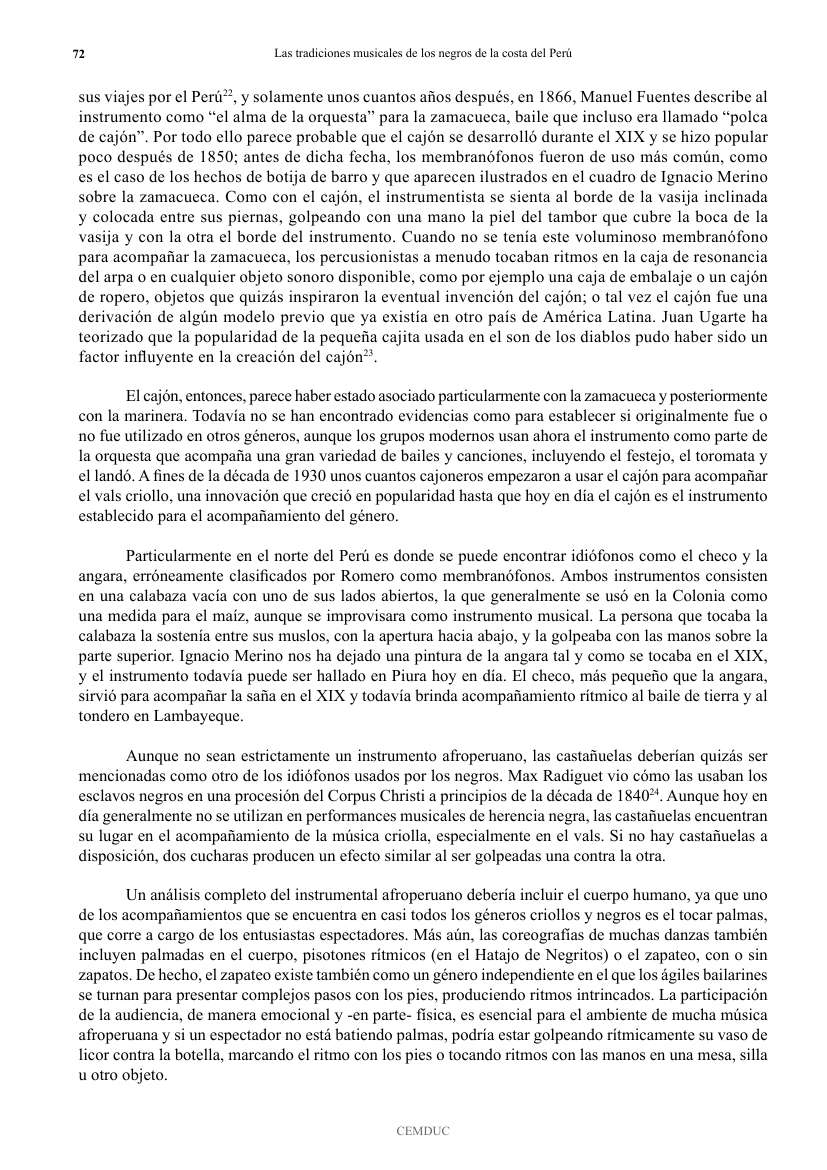 72
Las tradiciones musicales de los negros de la costa del Perú
sus viajes por el Perú22, y solamente unos cuantos años después, en 1866, Manuel Fuentes describe al
instrumento como “el alma de la orquesta” para la zamacueca, baile que incluso era llamado “polca
de cajón”. Por todo ello parece probable que el cajón se desarrolló durante el XIX y se hizo popular
poco después de 1850; antes de dicha fecha, los membranófonos fueron de uso más común, como
es el caso de los hechos de botija de barro y que aparecen ilustrados en el cuadro de Ignacio Merino
sobre la zamacueca. Como con el cajón, el instrumentista se sienta al borde de la vasija inclinada
y colocada entre sus piernas, golpeando con una mano la piel del tambor que cubre la boca de la
vasija y con la otra el borde del instrumento. Cuando no se tenía este voluminoso membranófono
para acompañar la zamacueca, los percusionistas a menudo tocaban ritmos en la caja de resonancia
del arpa o en cualquier objeto sonoro disponible, como por ejemplo una caja de embalaje o un cajón
de ropero, objetos que quizás inspiraron la eventual invención del cajón; o tal vez el cajón fue una
derivación de algún modelo previo que ya existía en otro país de América Latina. Juan Ugarte ha
teorizado que la popularidad de la pequeña cajita usada en el son de los diablos pudo haber sido un
factor influyente en la creación del cajón23.
El cajón, entonces, parece haber estado asociado particularmente con la zamacueca y posteriormente
con la marinera. Todavía no se han encontrado evidencias como para establecer si originalmente fue o
no fue utilizado en otros géneros, aunque los grupos modernos usan ahora el instrumento como parte de
la orquesta que acompaña una gran variedad de bailes y canciones, incluyendo el festejo, el toromata y
el landó. A fines de la década de 1930 unos cuantos cajoneros empezaron a usar el cajón para acompañar
el vals criollo, una innovación que creció en popularidad hasta que hoy en día el cajón es el instrumento
establecido para el acompañamiento del género.
Particularmente en el norte del Perú es donde se puede encontrar idiófonos como el checo y la
angara, erróneamente clasificados por Romero como membranófonos. Ambos instrumentos consisten
en una calabaza vacía con uno de sus lados abiertos, la que generalmente se usó en la Colonia como
una medida para el maíz, aunque se improvisara como instrumento musical. La persona que tocaba la
calabaza la sostenía entre sus muslos, con la apertura hacia abajo, y la golpeaba con las manos sobre la
parte superior. Ignacio Merino nos ha dejado una pintura de la angara tal y como se tocaba en el XIX,
y el instrumento todavía puede ser hallado en Piura hoy en día. El checo, más pequeño que la angara,
sirvió para acompañar la saña en el XIX y todavía brinda acompañamiento rítmico al baile de tierra y al
tondero en Lambayeque.
Aunque no sean estrictamente un instrumento afroperuano, las castañuelas deberían quizás ser
mencionadas como otro de los idiófonos usados por los negros. Max Radiguet vio cómo las usaban los
esclavos negros en una procesión del Corpus Christi a principios de la década de 184024. Aunque hoy en
día generalmente no se utilizan en performances musicales de herencia negra, las castañuelas encuentran
su lugar en el acompañamiento de la música criolla, especialmente en el vals. Si no hay castañuelas a
disposición, dos cucharas producen un efecto similar al ser golpeadas una contra la otra.
Un análisis completo del instrumental afroperuano debería incluir el cuerpo humano, ya que uno
de los acompañamientos que se encuentra en casi todos los géneros criollos y negros es el tocar palmas,
que corre a cargo de los entusiastas espectadores. Más aún, las coreografías de muchas danzas también
incluyen palmadas en el cuerpo, pisotones rítmicos (en el Hatajo de Negritos) o el zapateo, con o sin
zapatos. De hecho, el zapateo existe también como un género independiente en el que los ágiles bailarines
se turnan para presentar complejos pasos con los pies, produciendo ritmos intrincados. La participación
de la audiencia, de manera emocional y -en parte- física, es esencial para el ambiente de mucha música
afroperuana y si un espectador no está batiendo palmas, podría estar golpeando rítmicamente su vaso de
licor contra la botella, marcando el ritmo con los pies o tocando ritmos con las manos en una mesa, silla
u otro objeto.
CEMDUC